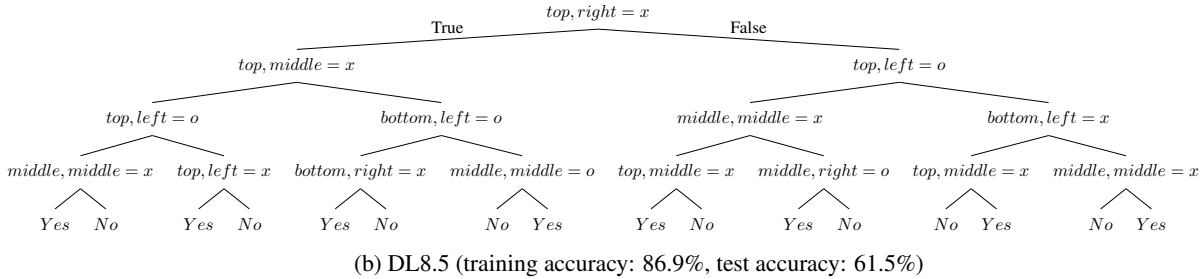 top, right = x
True False
top, middle = x top, left = o
top, left = o bottom, left = o middle, middle = x bottom, left = x
middle, middle = x top, left = x bottom, right = x middle, middle = o top, middle = x middle, right = o top, middle = x middle, middle = x
Yes No Yes No Yes No No Yes Yes No Yes No No Yes No Yes
(b) DL8.5 (training accuracy: 86.9%, test accuracy: 61.5%)